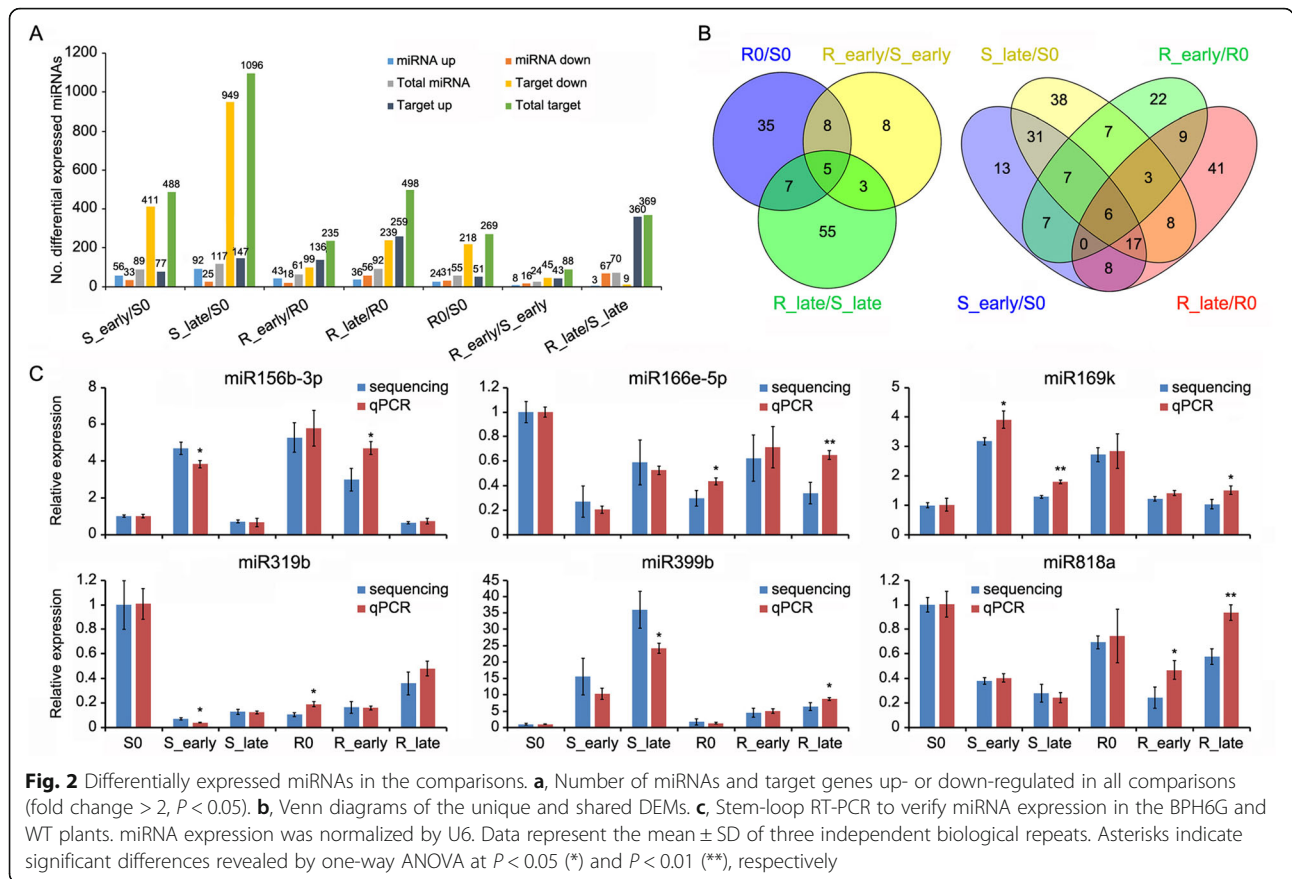 A
No. differential expressed miRNAs
1200
1000
800
600
400
200
0
miRNA up
miRNA down
Total miRNA
Target down
Target up
Total target
56 33 89 411 77 488
92 25 117 949 147 1096
43 18 61 99 136 235
36 56 92 239 259 498
24 31 55 218 51 269
8 16 24 45 43 88
3 67 70 9 360 369
S_early/S0
S_late/S0
R_early/R0
R_late/R0
R0/S0
R_early/S_early
R_late/S_late
B
R0/S0
R_early/S_early
35
8
8
5
7
3
55
R_late/S_late
S_late/S0
R_early/R0
38
22
31
7
9
13
7
3
41
7
6
8
0
17
8
S_early/S0
R_late/R0
C
miR156b-3p
Relative expression
8
6
4
2
0
sequencing
qPCR
*
*
miR166e-5p
1.2
1
0.8
0.6
0.4
0.2
0
sequencing
qPCR
*
**
miR169k
5
4
3
2
1
0
sequencing
qPCR
*
**
*
miR319b
Relative expression
1.2
1
0.8
0.6
0.4
0.2
0
sequencing
qPCR
*
*
S0 S_early S_late R0 R_early R_late
miR399b
45
40
35
30
25
20
15
10
5
0
sequencing
qPCR
*
*
S0 S_early S_late R0 R_early R_late
miR818a
1.2
1
0.8
0.6
0.4
0.2
0
sequencing
qPCR
*
**
S0 S_early S_late R0 R_early R_late
Fig. 2 Differentially expressed miRNAs in the comparisons. a, Number of miRNAs and target genes up- or down-regulated in all comparisons
(fold change > 2, P < 0.05). b, Venn diagrams of the unique and shared DEMs. c, Stem-loop RT-PCR to verify miRNA expression in the BPH6G and
WT plants. miRNA expression was normalized by U6. Data represent the mean ± SD of three independent biological repeats. Asterisks indicate
significant differences revealed by one-way ANOVA at P < 0.05 (*) and P < 0.01 (**), respectively